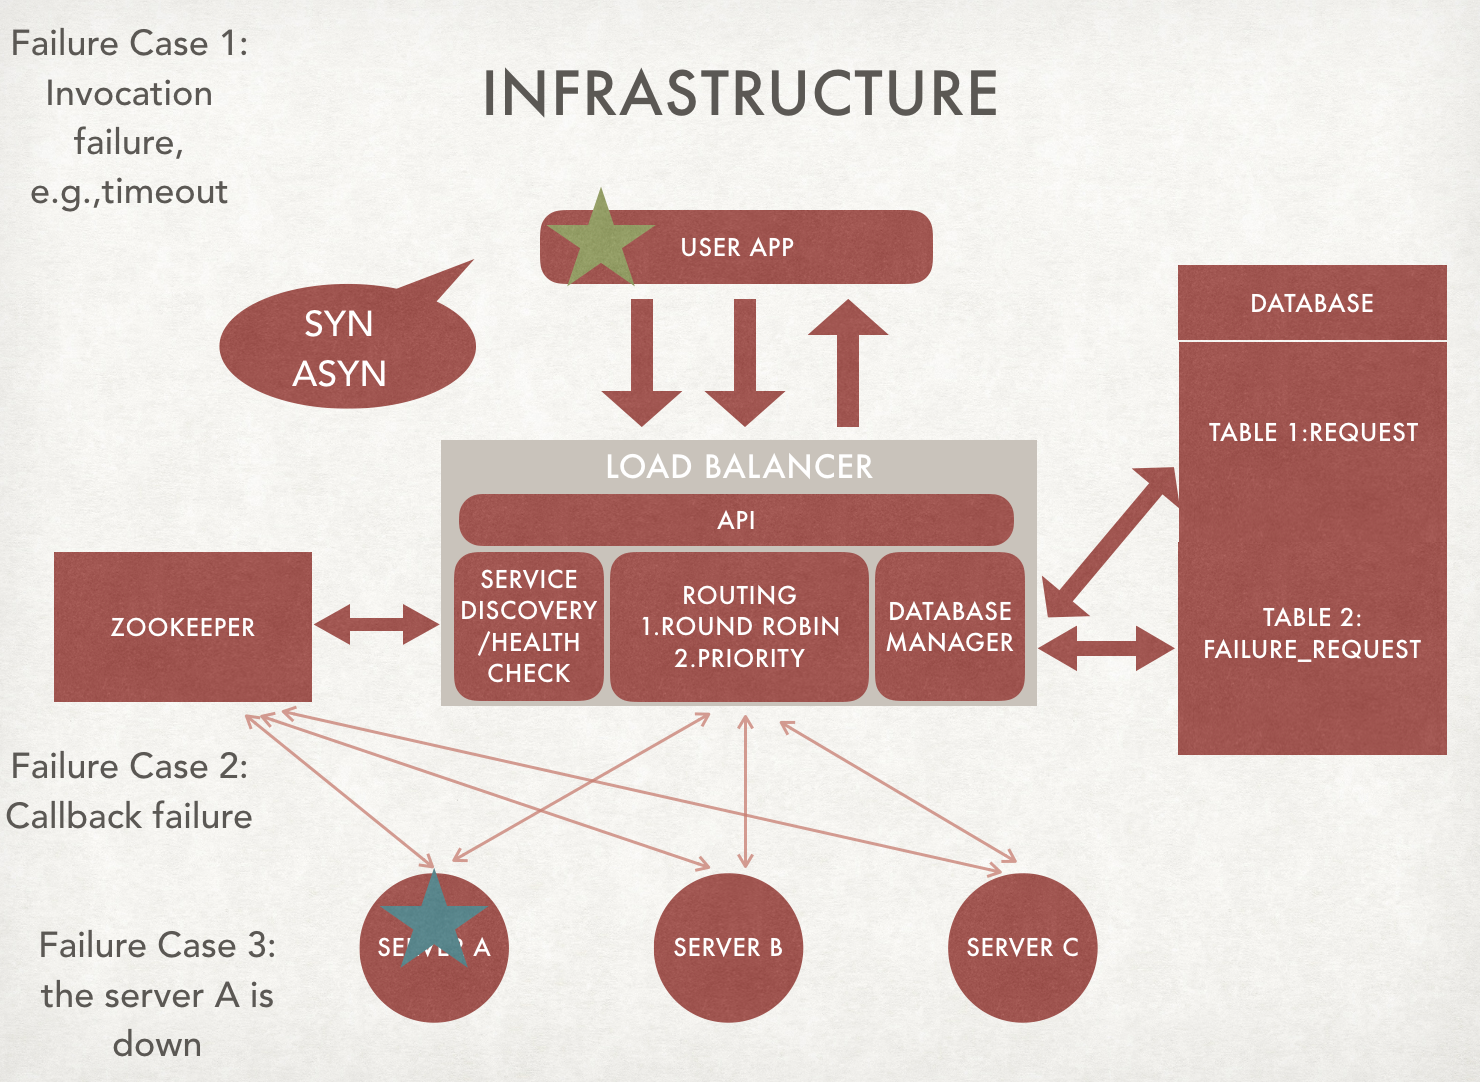 Failure Case 1:
Invocation
failure,
e.g.,timeout
INFRASTRUCTURE
USER APP
SYN
ASYN
DATABASE
TABLE 1:REQUEST
TABLE 2:
FAILURE_REQUEST
LOAD BALANCER
API
SERVICE
DISCOVERY
/HEALTH
CHECK
ROUTING
1.ROUND ROBIN
2.PRIORITY
DATABASE
MANAGER
ZOOKEEPER
Failure Case 2:
Callback failure
Failure Case 3:
the server A is
down
SERVER A
SERVER B
SERVER C